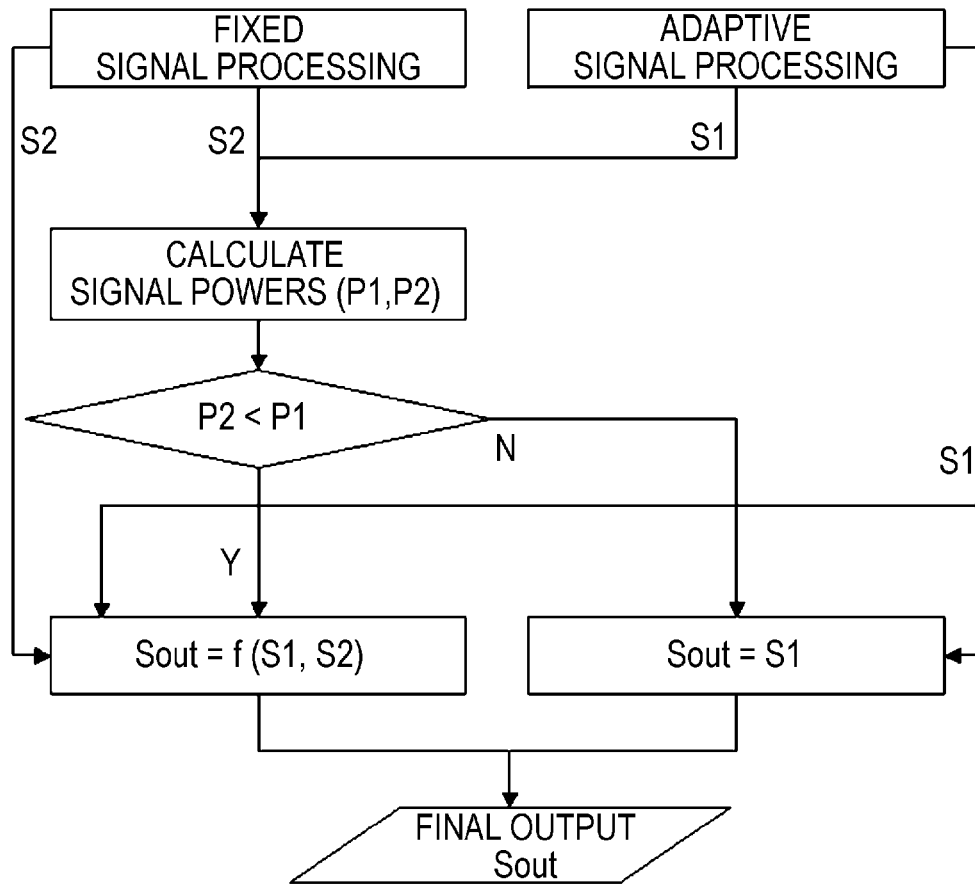 FIXED
SIGNAL PROCESSING
ADAPTIVE
SIGNAL PROCESSING
S2
S2
S1
CALCULATE
SIGNAL POWERS (P1,P2)
P2 < P1
N
S1
Y
Sout = f (S1, S2)
Sout = S1
FINAL OUTPUT
Sout